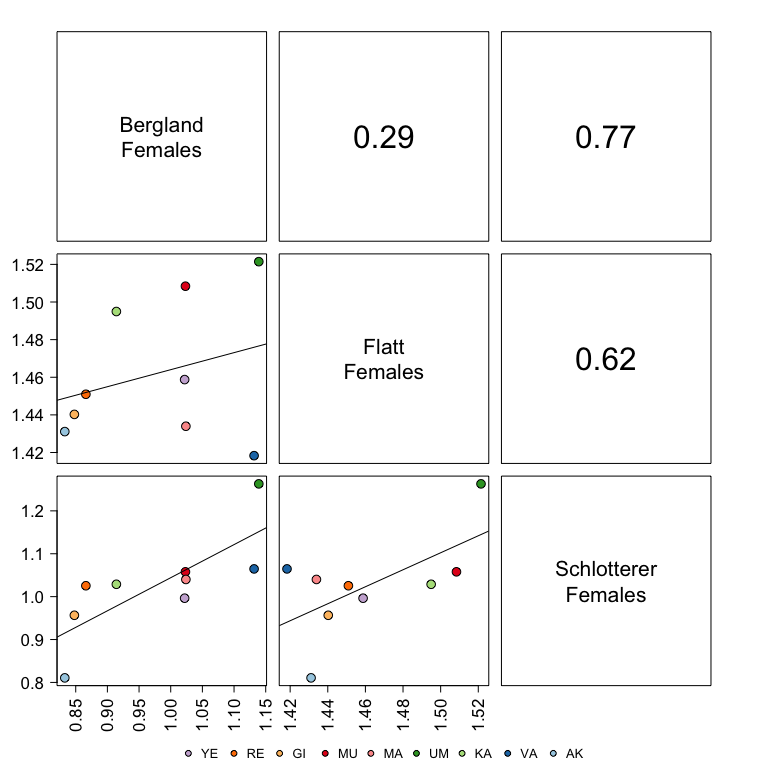 Bergland
Females
0.29
0.77
1.52
1.50
1.48
1.46
1.44
1.42
Flatt
Females
0.62
1.2
1.1
1.0
0.9
0.8
Schlotterer
Females
0.85 0.90 0.95 1.00 1.05 1.10 1.15
1.42 1.44 1.46 1.48 1.50 1.52
YE RE GI MU MA UM KA VA AK